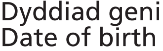 Dyddiad geni
Date of birth